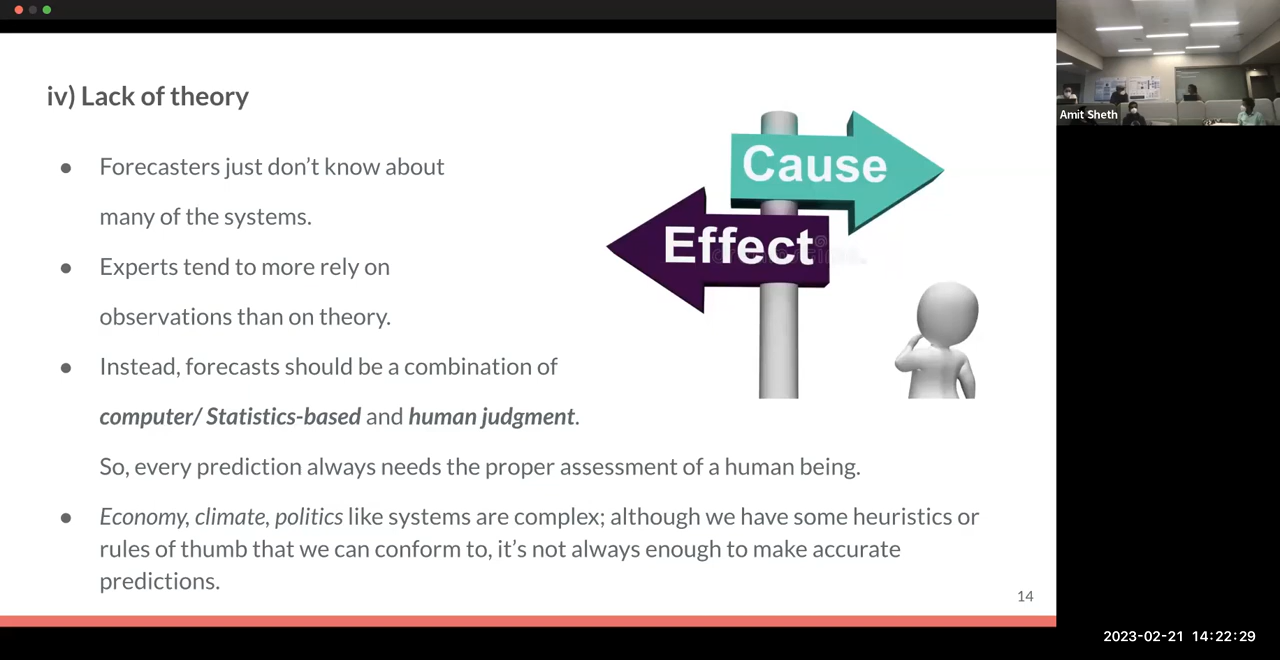 iv) Lack of theory
● Forecasters just don’t know about
many of the systems.
● Experts tend to more rely on
observations than on theory.
● Instead, forecasts should be a combination of
computer/ Statistics-based and human judgment.
So, every prediction always needs the proper assessment of a human being.
● Economy, climate, politics like systems are complex; although we have some heuristics or
rules of thumb that we can conform to, it’s not always enough to make accurate
predictions.
Cause
Effect
14
Amit Sheth
2023-02-21 14:22:29